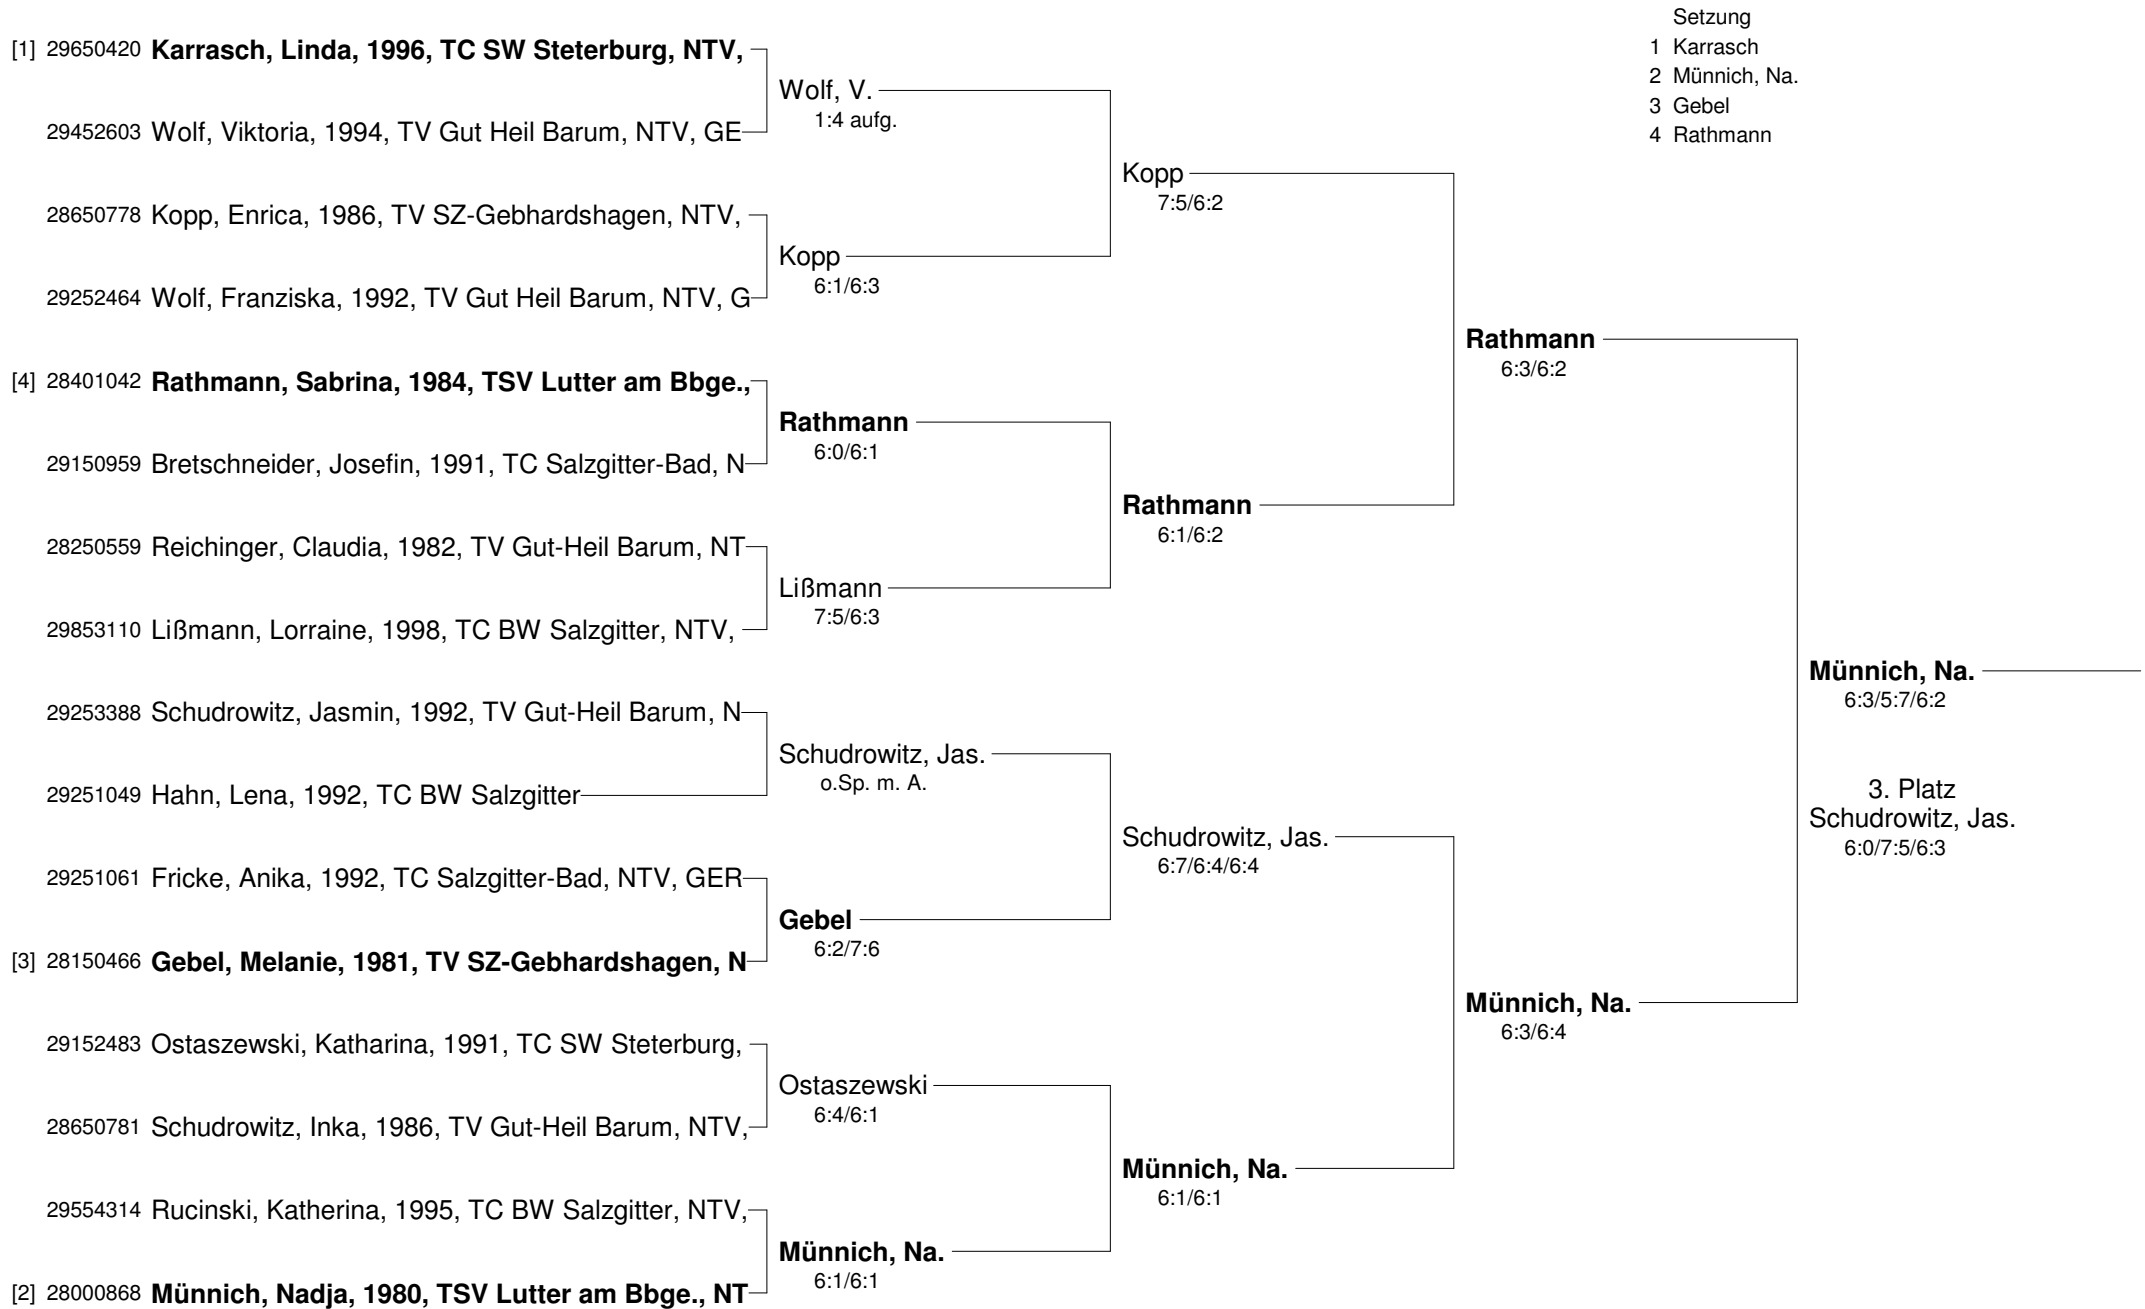 Setzung
1 Karrasch
2 Münnich, Na.
3 Gebel
4 Rathmann
[1] 29650420 Karrasch, Linda, 1996, TC SW Steterburg, NTV,
Wolf, V.
1:4 aufg.
29452603 Wolf, Viktoria, 1994, TV Gut Heil Barum, NTV, GE
Kopp
7:5/6:2
28650778 Kopp, Enrica, 1986, TV SZ-Gebhardshagen, NTV,
Kopp
6:1/6:3
29252464 Wolf, Franziska, 1992, TV Gut Heil Barum, NTV, G
Rathmann
6:3/6:2
[4] 28401042 Rathmann, Sabrina, 1984, TSV Lutter am Bbge.,
Rathmann
6:0/6:1
29150959 Bretschneider, Josefin, 1991, TC Salzgitter-Bad, N
Rathmann
6:1/6:2
28250559 Reichinger, Claudia, 1982, TV Gut-Heil Barum, NT
Lißmann
7:5/6:3
29853110 Lißmann, Lorraine, 1998, TC BW Salzgitter, NTV,
Münnich, Na.
6:3/5:7/6:2
29253388 Schudrowitz, Jasmin, 1992, TV Gut-Heil Barum, N
Schudrowitz, Jas.
o.Sp. m. A.
29251049 Hahn, Lena, 1992, TC BW Salzgitter
3. Platz
Schudrowitz, Jas.
6:0/7:5/6:3
Schudrowitz, Jas.
6:7/6:4/6:4
29251061 Fricke, Anika, 1992, TC Salzgitter-Bad, NTV, GER
Gebel
6:2/7:6
[3] 28150466 Gebel, Melanie, 1981, TV SZ-Gebhardshagen, N
Münnich, Na.
6:3/6:4
29152483 Ostaszewski, Katharina, 1991, TC SW Steterburg,
Ostaszewski
6:4/6:1
28650781 Schudrowitz, Inka, 1986, TV Gut-Heil Barum, NTV,
Münnich, Na.
6:1/6:1
29554314 Rucinski, Katherina, 1995, TC BW Salzgitter, NTV,
Münnich, Na.
6:1/6:1
[2] 28000868 Münnich, Nadja, 1980, TSV Lutter am Bbge., NT